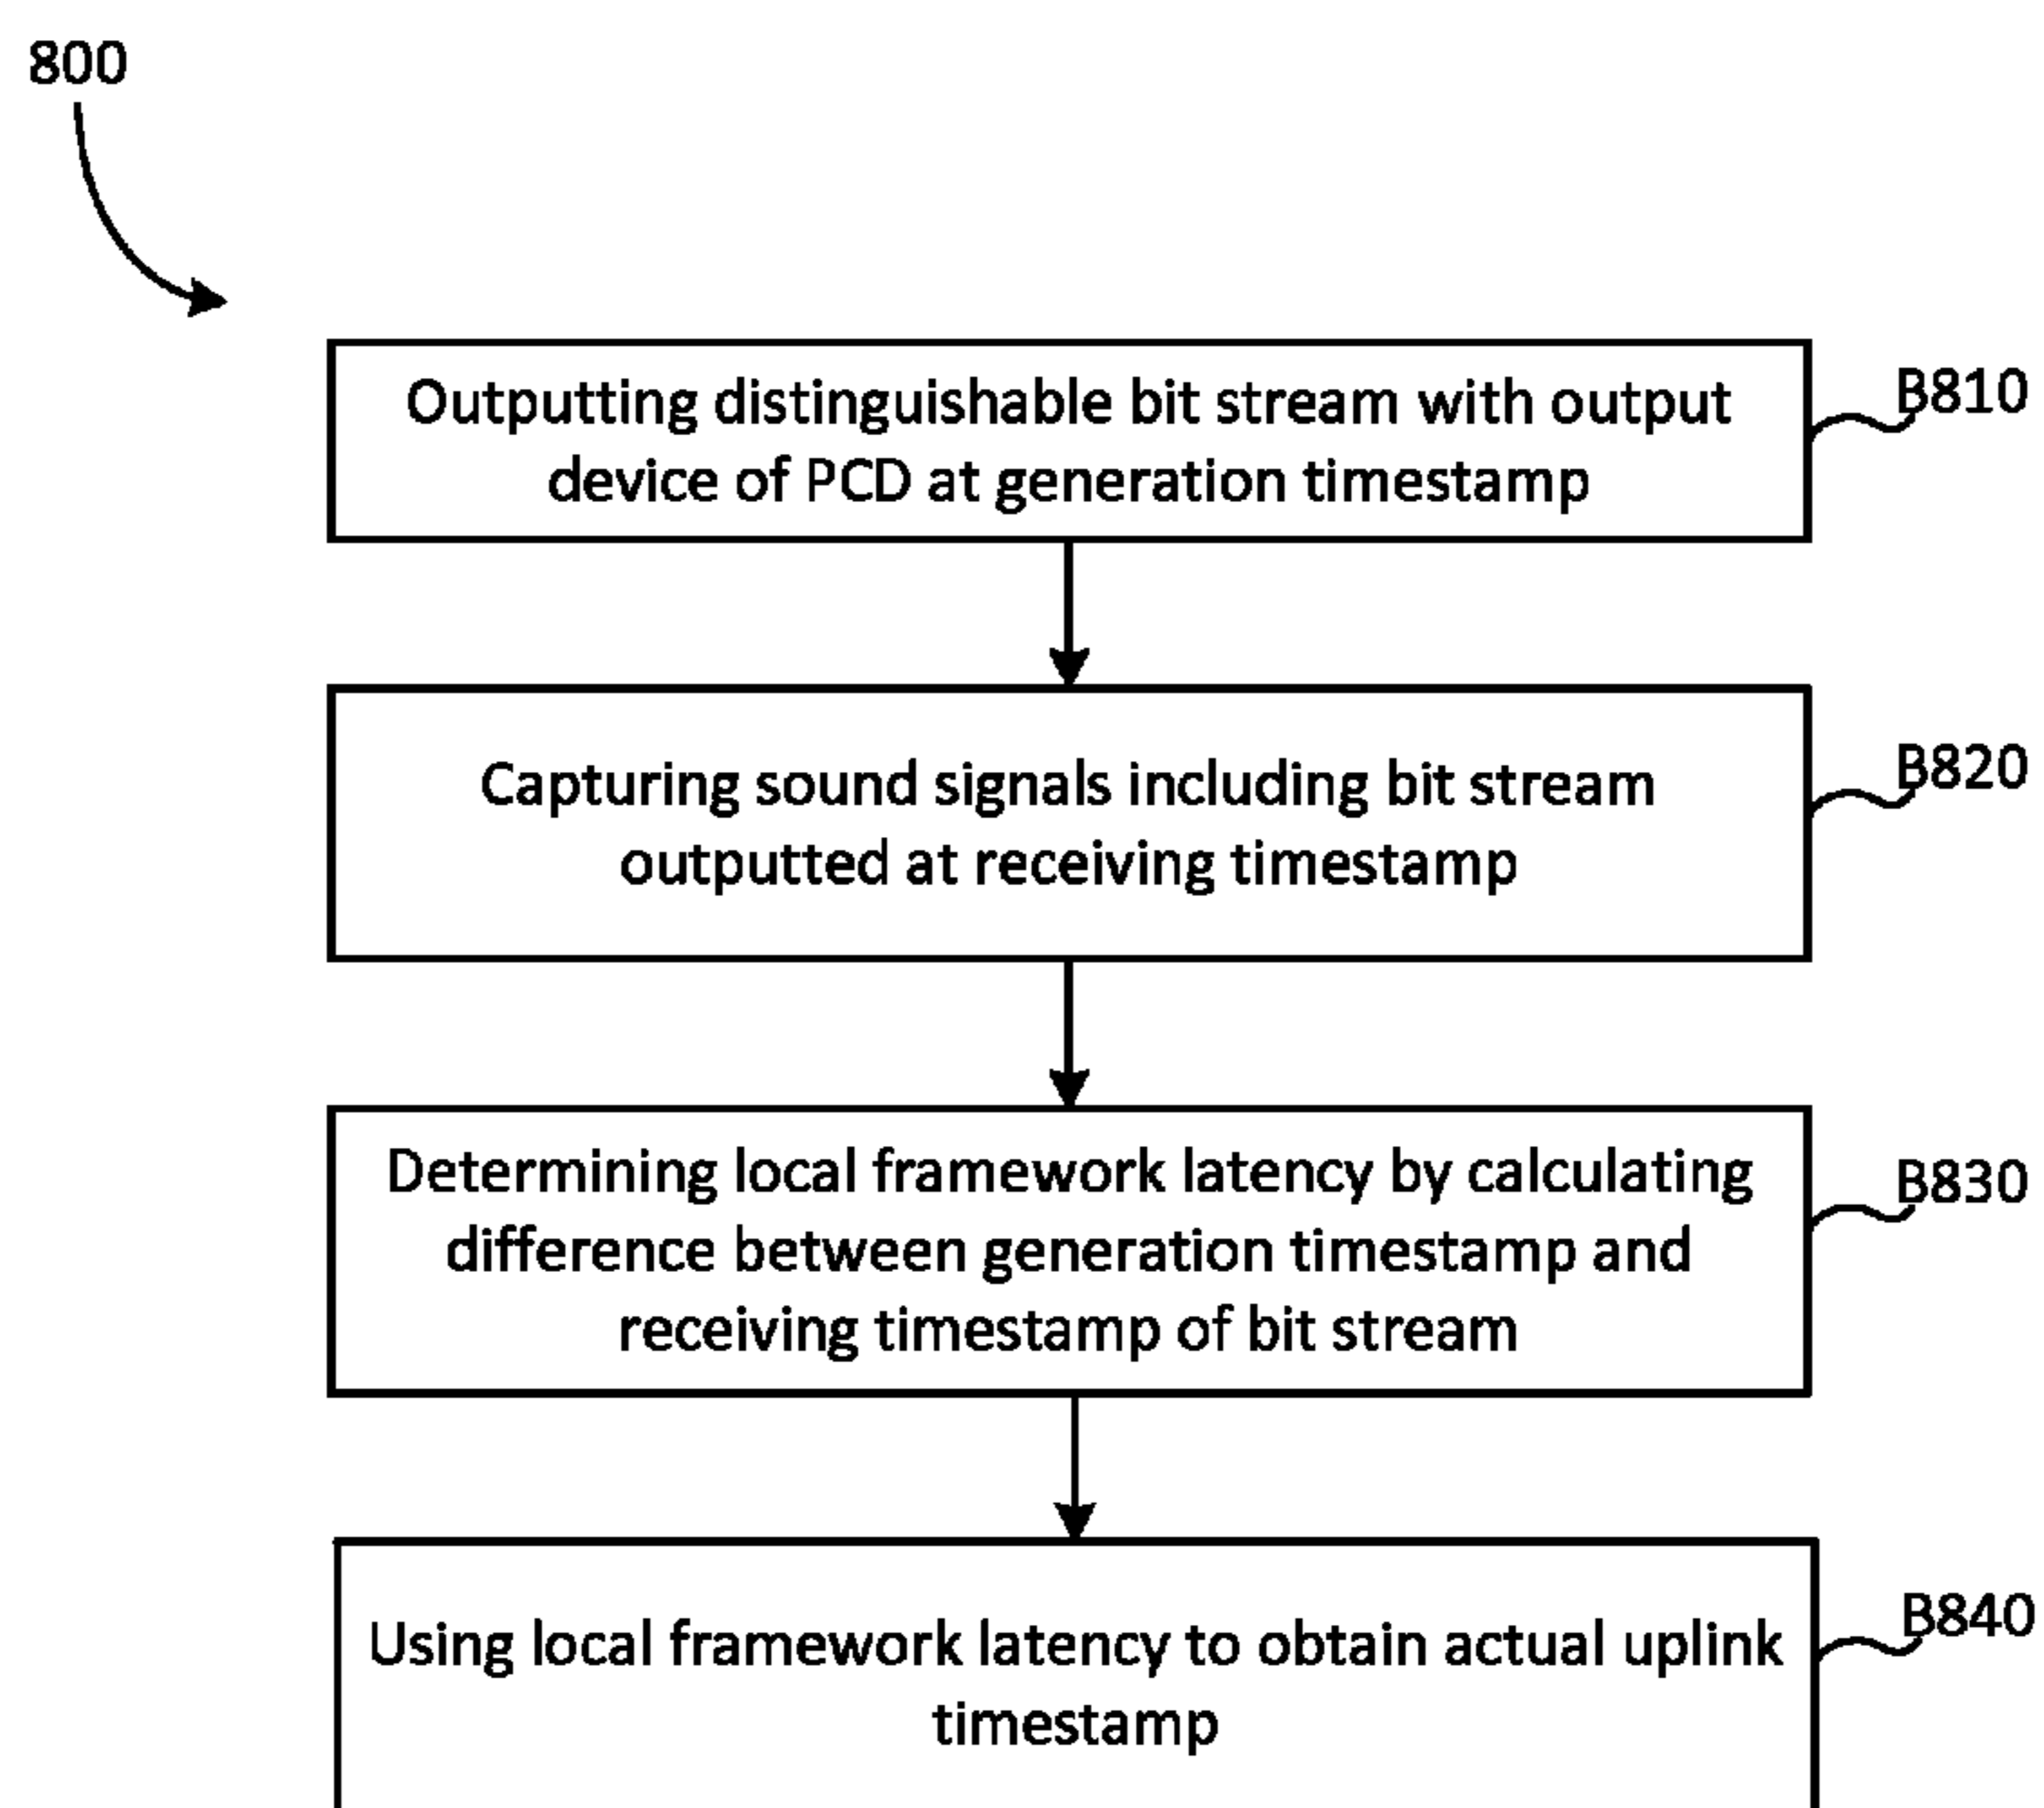 800
Outputting distinguishable bit stream with output
device of PCD at generation timestamp
B810
Capturing sound signals including bit stream
outputted at receiving timestamp
B820
Determining local framework latency by calculating
difference between generation timestamp and
receiving timestamp of bit stream
B830
Using local framework latency to obtain actual uplink
timestamp
B840